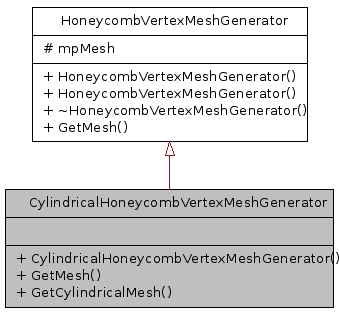 HoneycombVertexMeshGenerator
# mpMesh
+ HoneycombVertexMeshGenerator()
+ HoneycombVertexMeshGenerator()
+ ~HoneycombVertexMeshGenerator()
+ GetMesh()
CylindricalHoneycombVertexMeshGenerator
+ CylindricalHoneycombVertexMeshGenerator()
+ GetMesh()
+ GetCylindricalMesh()